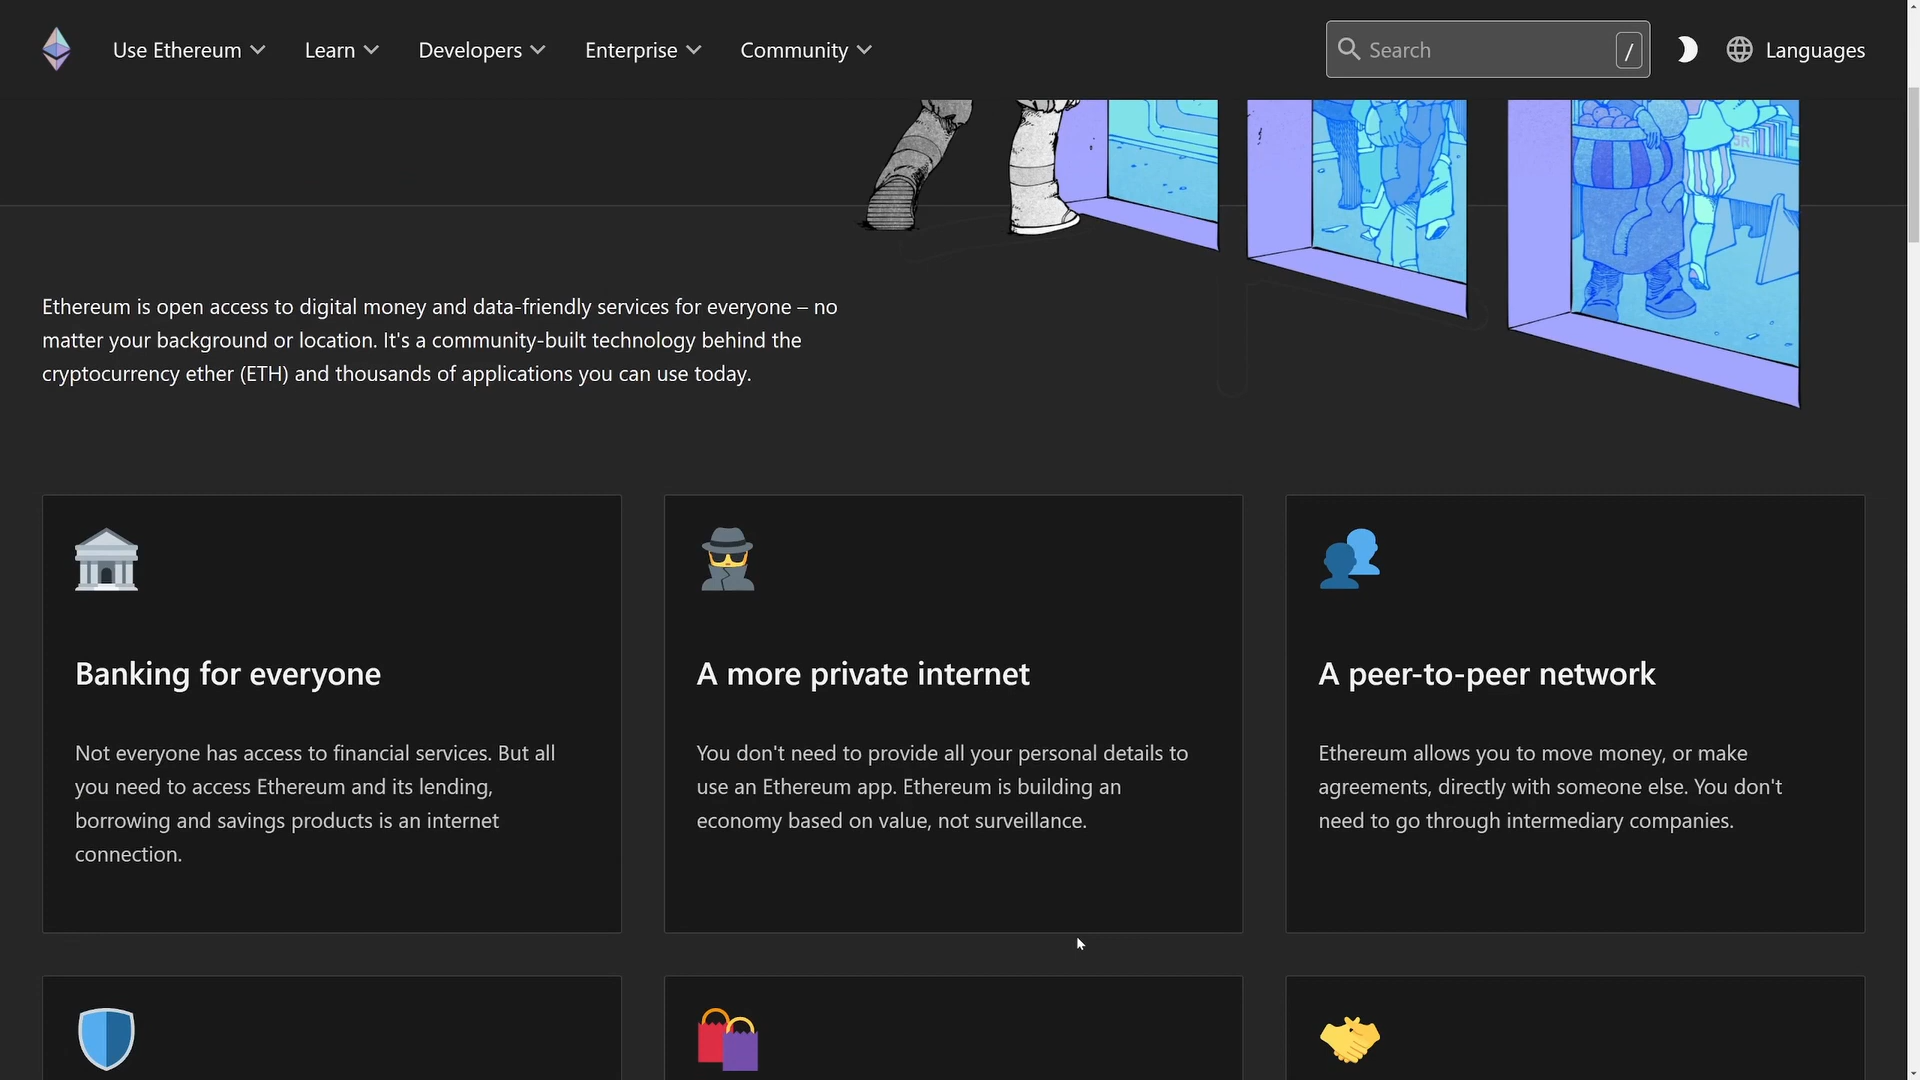 Use Ethereum
Learn
Developers
Enterprise
Community
Search
/
Languages
Ethereum is open access to digital money and data-friendly services for everyone – no
matter your background or location. It's a community-built technology behind the
cryptocurrency ether (ETH) and thousands of applications you can use today.
Banking for everyone
Not everyone has access to financial services. But all
you need to access Ethereum and its lending,
borrowing and savings products is an internet
connection.
A more private internet
You don't need to provide all your personal details to
use an Ethereum app. Ethereum is building an
economy based on value, not surveillance.
A peer-to-peer network
Ethereum allows you to move money, or make
agreements, directly with someone else. You don't
need to go through intermediary companies.